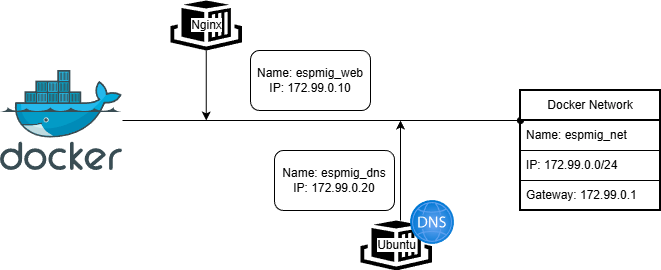 Nginx
Name: espmig_web
IP: 172.99.0.10
docker
Docker Network
Name: espmig_net
IP: 172.99.0.0/24
Gateway: 172.99.0.1
Name: espmig_dns
IP: 172.99.0.20
DNS
Ubuntu